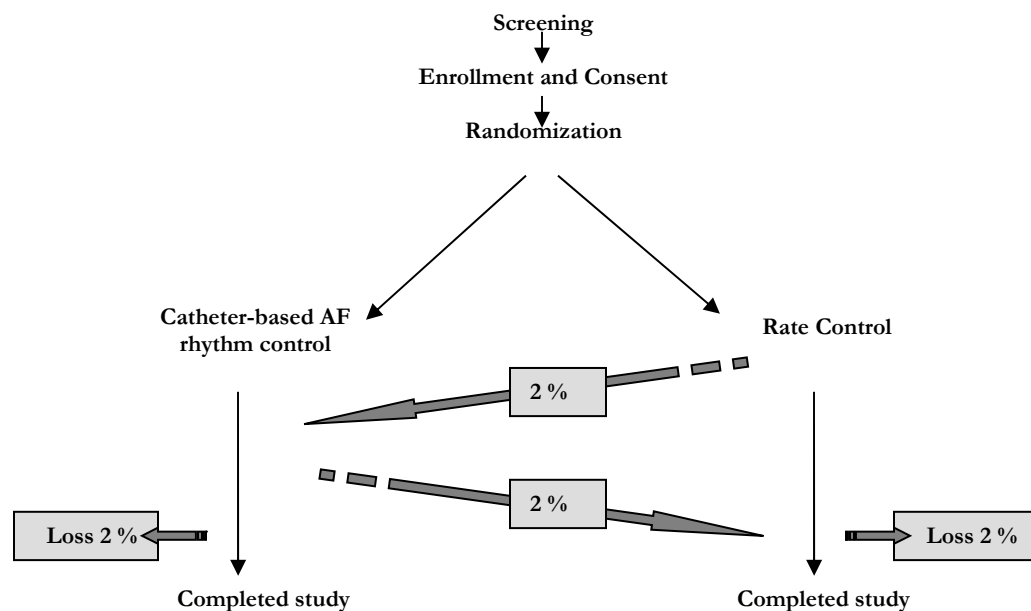 Screening
Enrollment and Consent
Randomization
Catheter-based AF
rhythm control
Rate Control
2 %
2 %
Loss 2 %
Loss 2 %
Completed study
Completed study